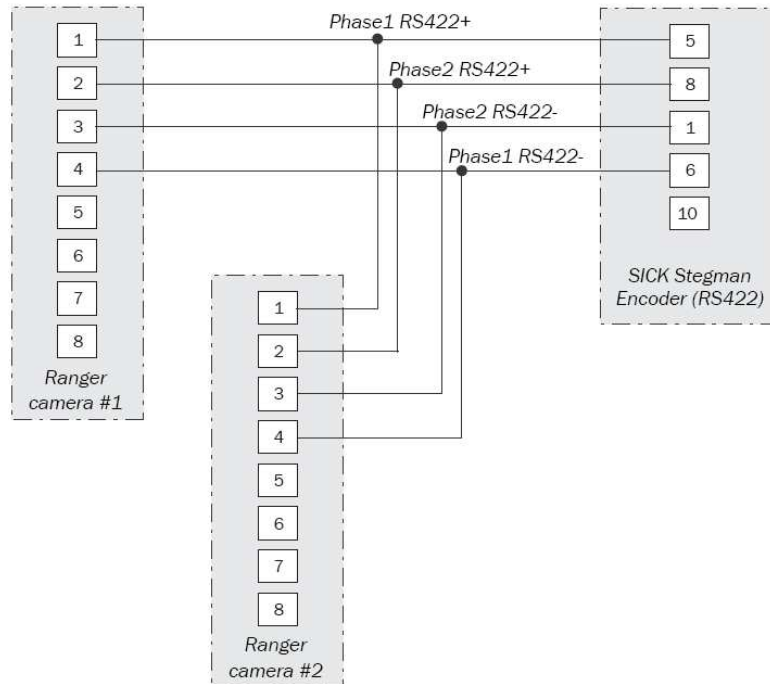 Phase1 RS422+
1
5
Phase2 RS422+
2
8
Phase2 RS422-
3
1
Phase1 RS422-
4
6
5
10
6
7
8
SICK Stegman
Encoder (RS422)
Ranger
camera #1
1
2
3
4
5
6
7
8
Ranger
camera #2